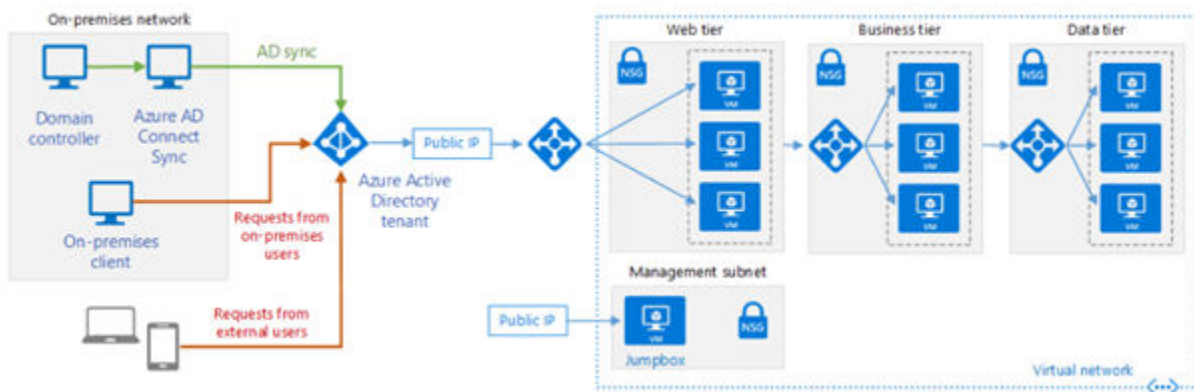 On-premises network
Web tier
Business tier
Data tier
AD sync
NSG
NSG
NSG
Domain
controller
Azure AD
Connect
Sync
VM
VM
VM
Public IP
VM
VM
VM
Azure Active
Directory
tenant
VM
VM
VM
On-premises
client
Requests from
on-premises
users
Management subnet
Requests from
external users
Public IP
VM
NSG
Jumpbox
Virtual network